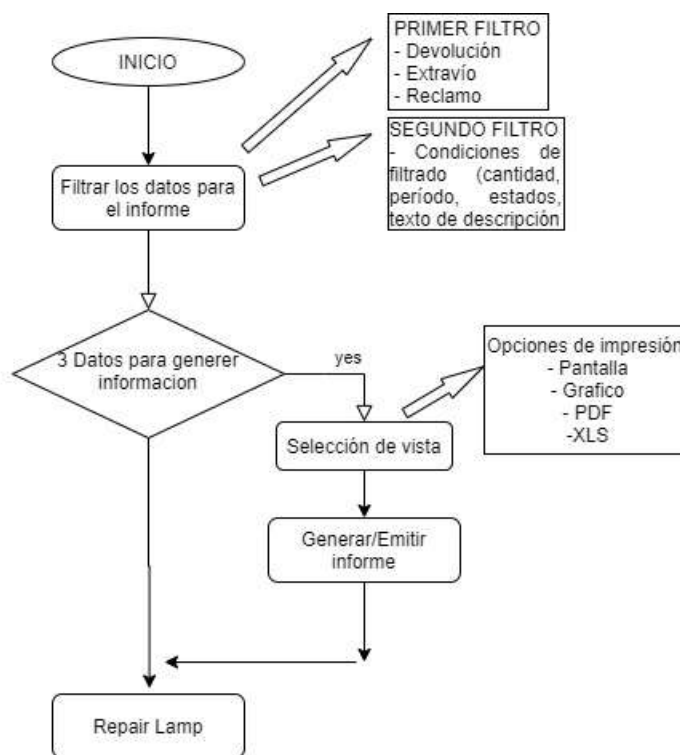 INICIO
PRIMER FILTRO
- Devolución
- Extravío
- Reclamo
SEGUNDO FILTRO
- Condiciones de
filtrado (cantidad,
período, estados,
texto de descripción
Filtrar los datos para
el informe
3 Datos para generer
informacion
yes
Opciones de impresión
- Pantalla
- Grafico
- PDF
-XLS
Selección de vista
Generar/Emitir
informe
Repair Lamp